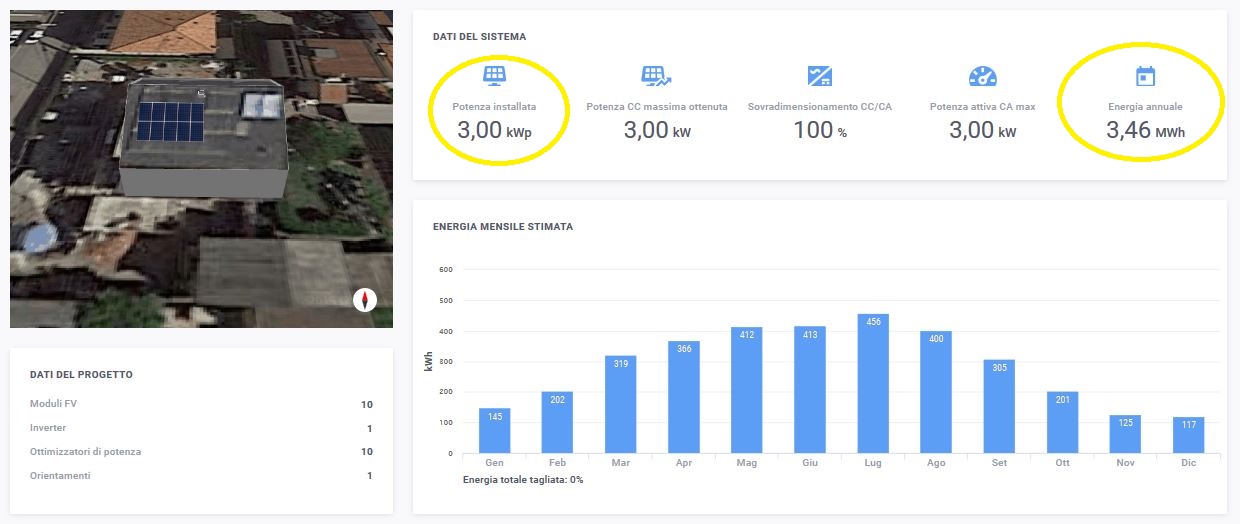 DATI DEL SISTEMA
Potenza installata
3,00 kWp
Potenza CC massima ottenuta
3,00 kW
Sovradimensionamento CC/CA
100 %
Potenza attiva CA max
3,00 kW
Energia annuale
3,46 MWh
DATI DEL PROGETTO
Moduli FV 10
Inverter 1
Ottimizzatori di potenza 10
Orientamenti 1
ENERGIA MENSILE STIMATA
kWh
600
500
400
300
200
100
0
145 202 319 366 412 413 456 400 305 201 125 117
Gen Feb Mar Apr Mag Giu Lug Ago Set Ott Nov Dic
Energia totale tagliata: 0%